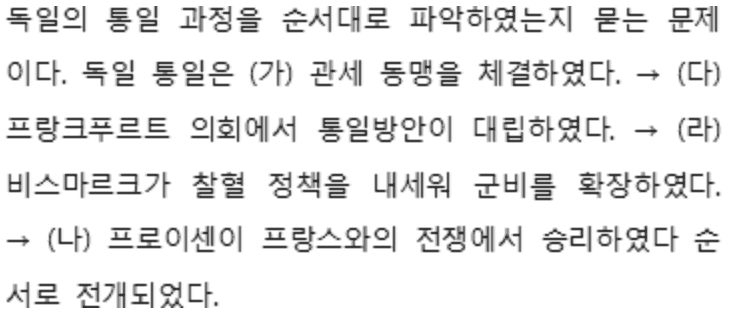 독일의 통일 과정을 순서대로 파악하였는지 묻는 문제
이다. 독일 통일은 (가) 관세 동맹을 체결하였다. → (다)
프랑크푸르트 의회에서 통일방안이 대립하였다. → (라)
비스마르크가 찰혈 정책을 내세워 군비를 확장하였다.
→ (나) 프로이센이 프랑스와의 전쟁에서 승리하였다 순
서로 전개되었다.